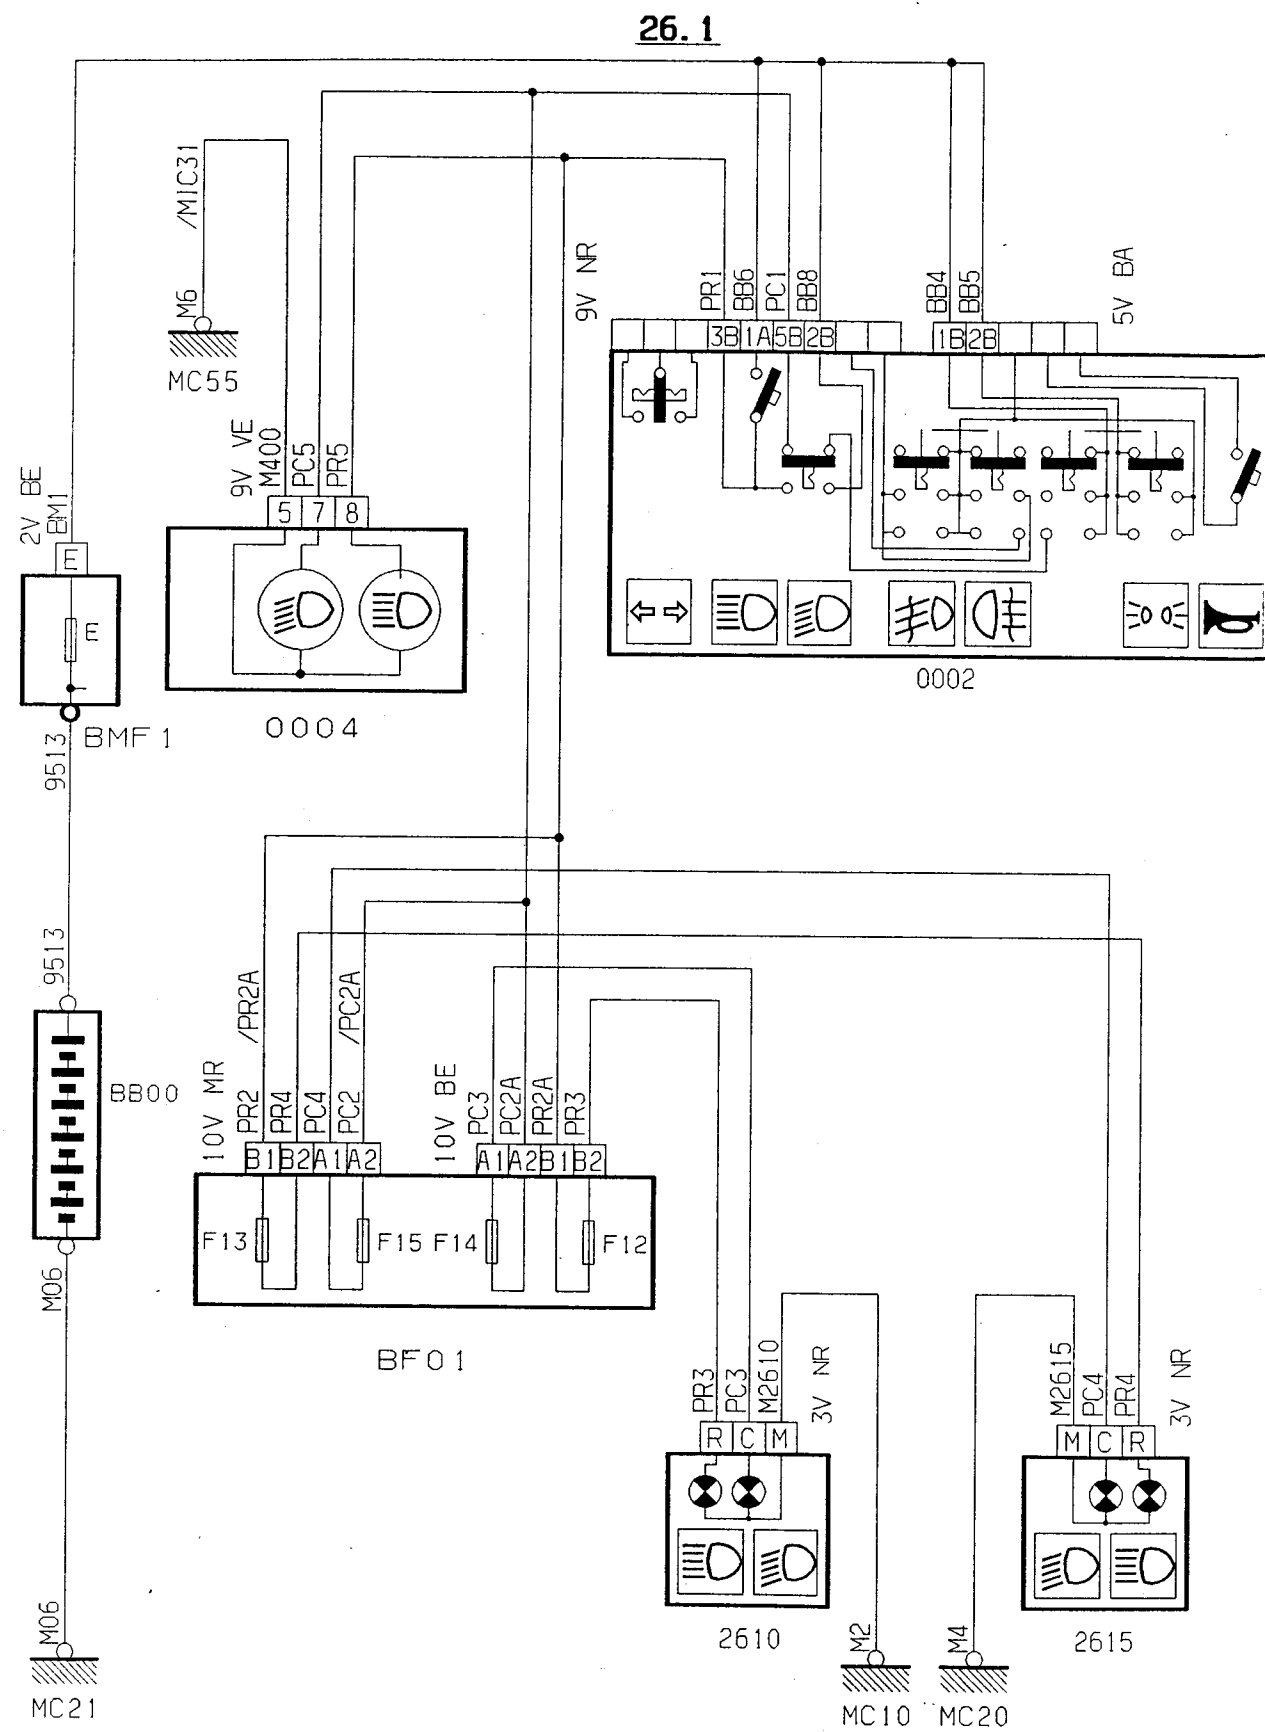 26.1
/MIC31
M6
MC55
9V NR
PR1
BB6
PC1
BB8
BB4
BB5
5V BA
3B 1A 5B 2B
1B 2B
0002
9V VE
M400
PC5
PR5
5 7 8
0004
2V BE
BM1
E
E
BMF1
9513
9513
BB00
M06
M06
MC21
10V MR
PR2
/PR2A
PR4
PC4
PC2
/PC2A
10V BE
PC3
PC2A
PR2A
PR3
B1 B2 A1 A2
A1 A2 B1 B2
F13 F15 F14 F12
BF01
PR3
PC3
M2610
3V NR
R C M
2610
M2
MC10
M4
MC20
M2615
PC4
PR4
3V NR
M C R
2615